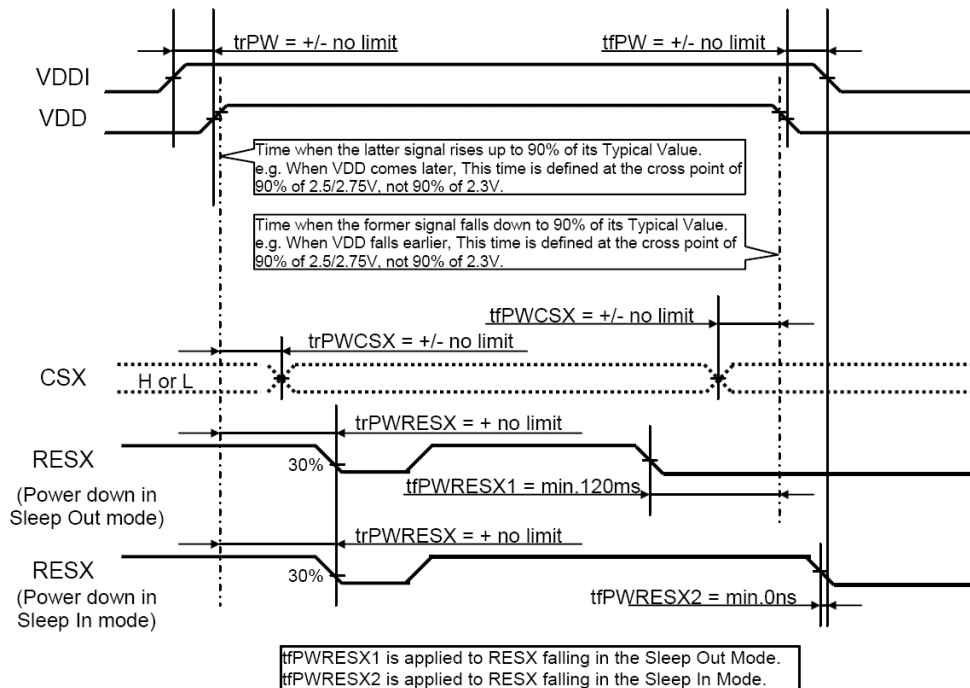 trPW = +/- no limit
tfPW = +/- no limit
VDDI
VDD
Time when the latter signal rises up to 90% of its Typical Value.
e.g. When VDD comes later, This time is defined at the cross point of
90% of 2.5/2.75V, not 90% of 2.3V.
Time when the former signal falls down to 90% of its Typical Value.
e.g. When VDD falls earlier, This time is defined at the cross point of
90% of 2.5/2.75V, not 90% of 2.3V.
tfPWCSX = +/- no limit
trPWCSX = +/- no limit
CSX
H or L
trPWRESX = + no limit
RESX
30%
(Power down in
Sleep Out mode)
tfPWRESX1 = min.120ms
trPWRESX = + no limit
RESX
30%
(Power down in
Sleep In mode)
tfPWRESX2 = min.0ns
tfPWRESX1 is applied to RESX falling in the Sleep Out Mode.
tfPWRESX2 is applied to RESX falling in the Sleep In Mode.